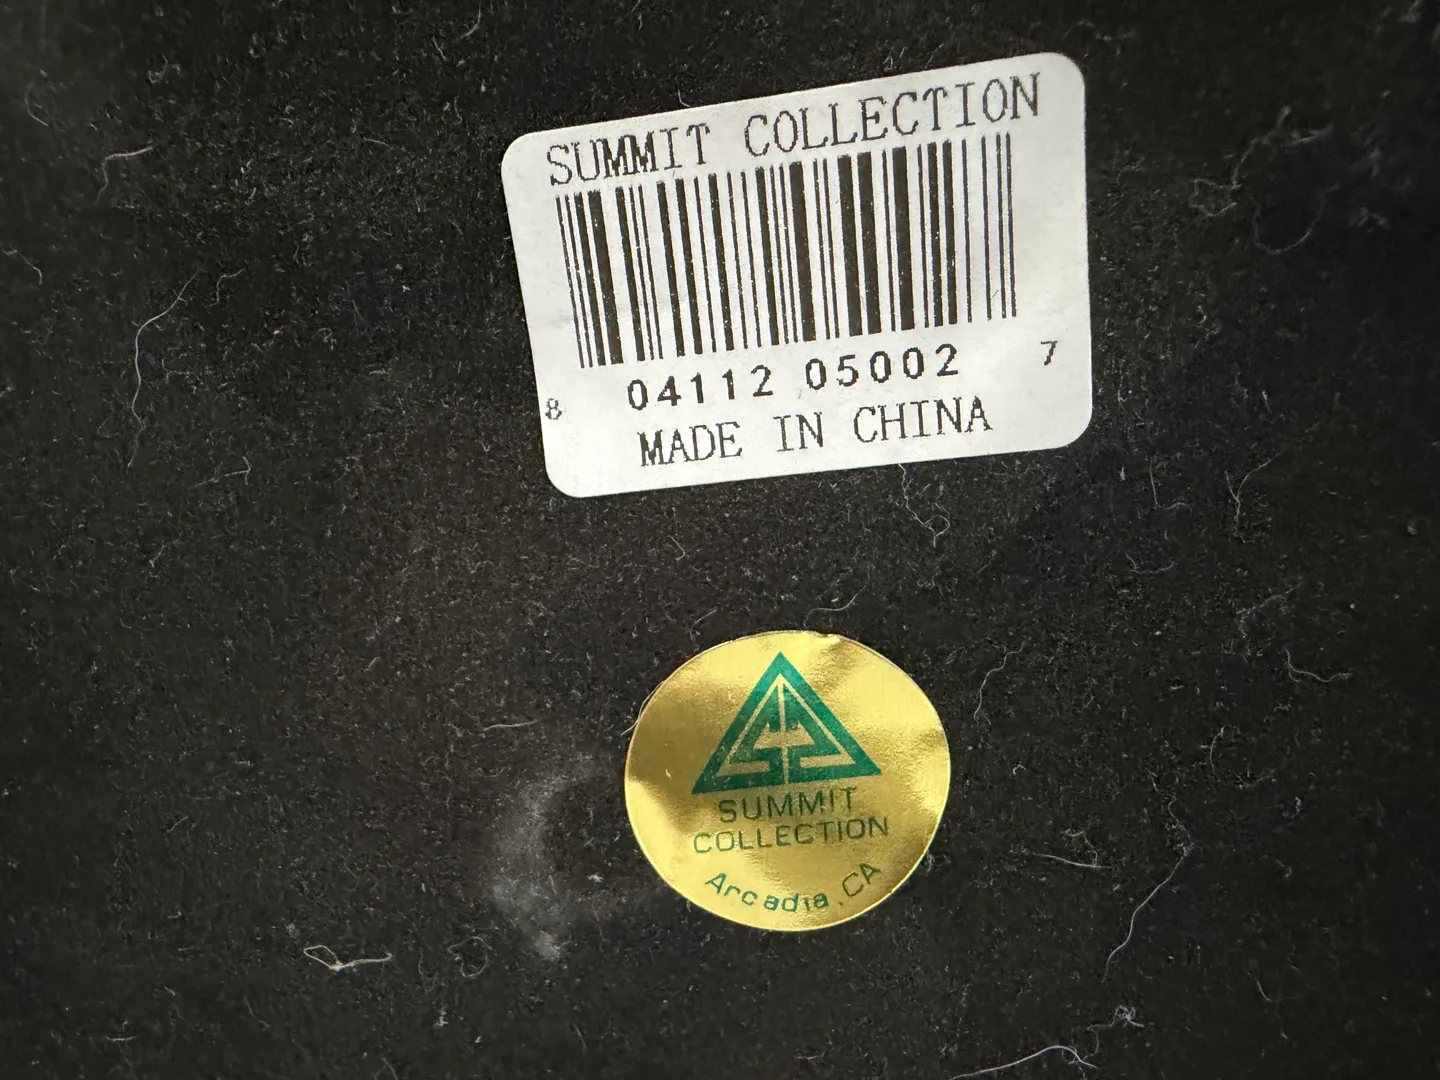 SUMMIT COLLECTION
8 04112 05002 7
MADE IN CHINA
SUMMIT
COLLECTION
Arcadia, CA